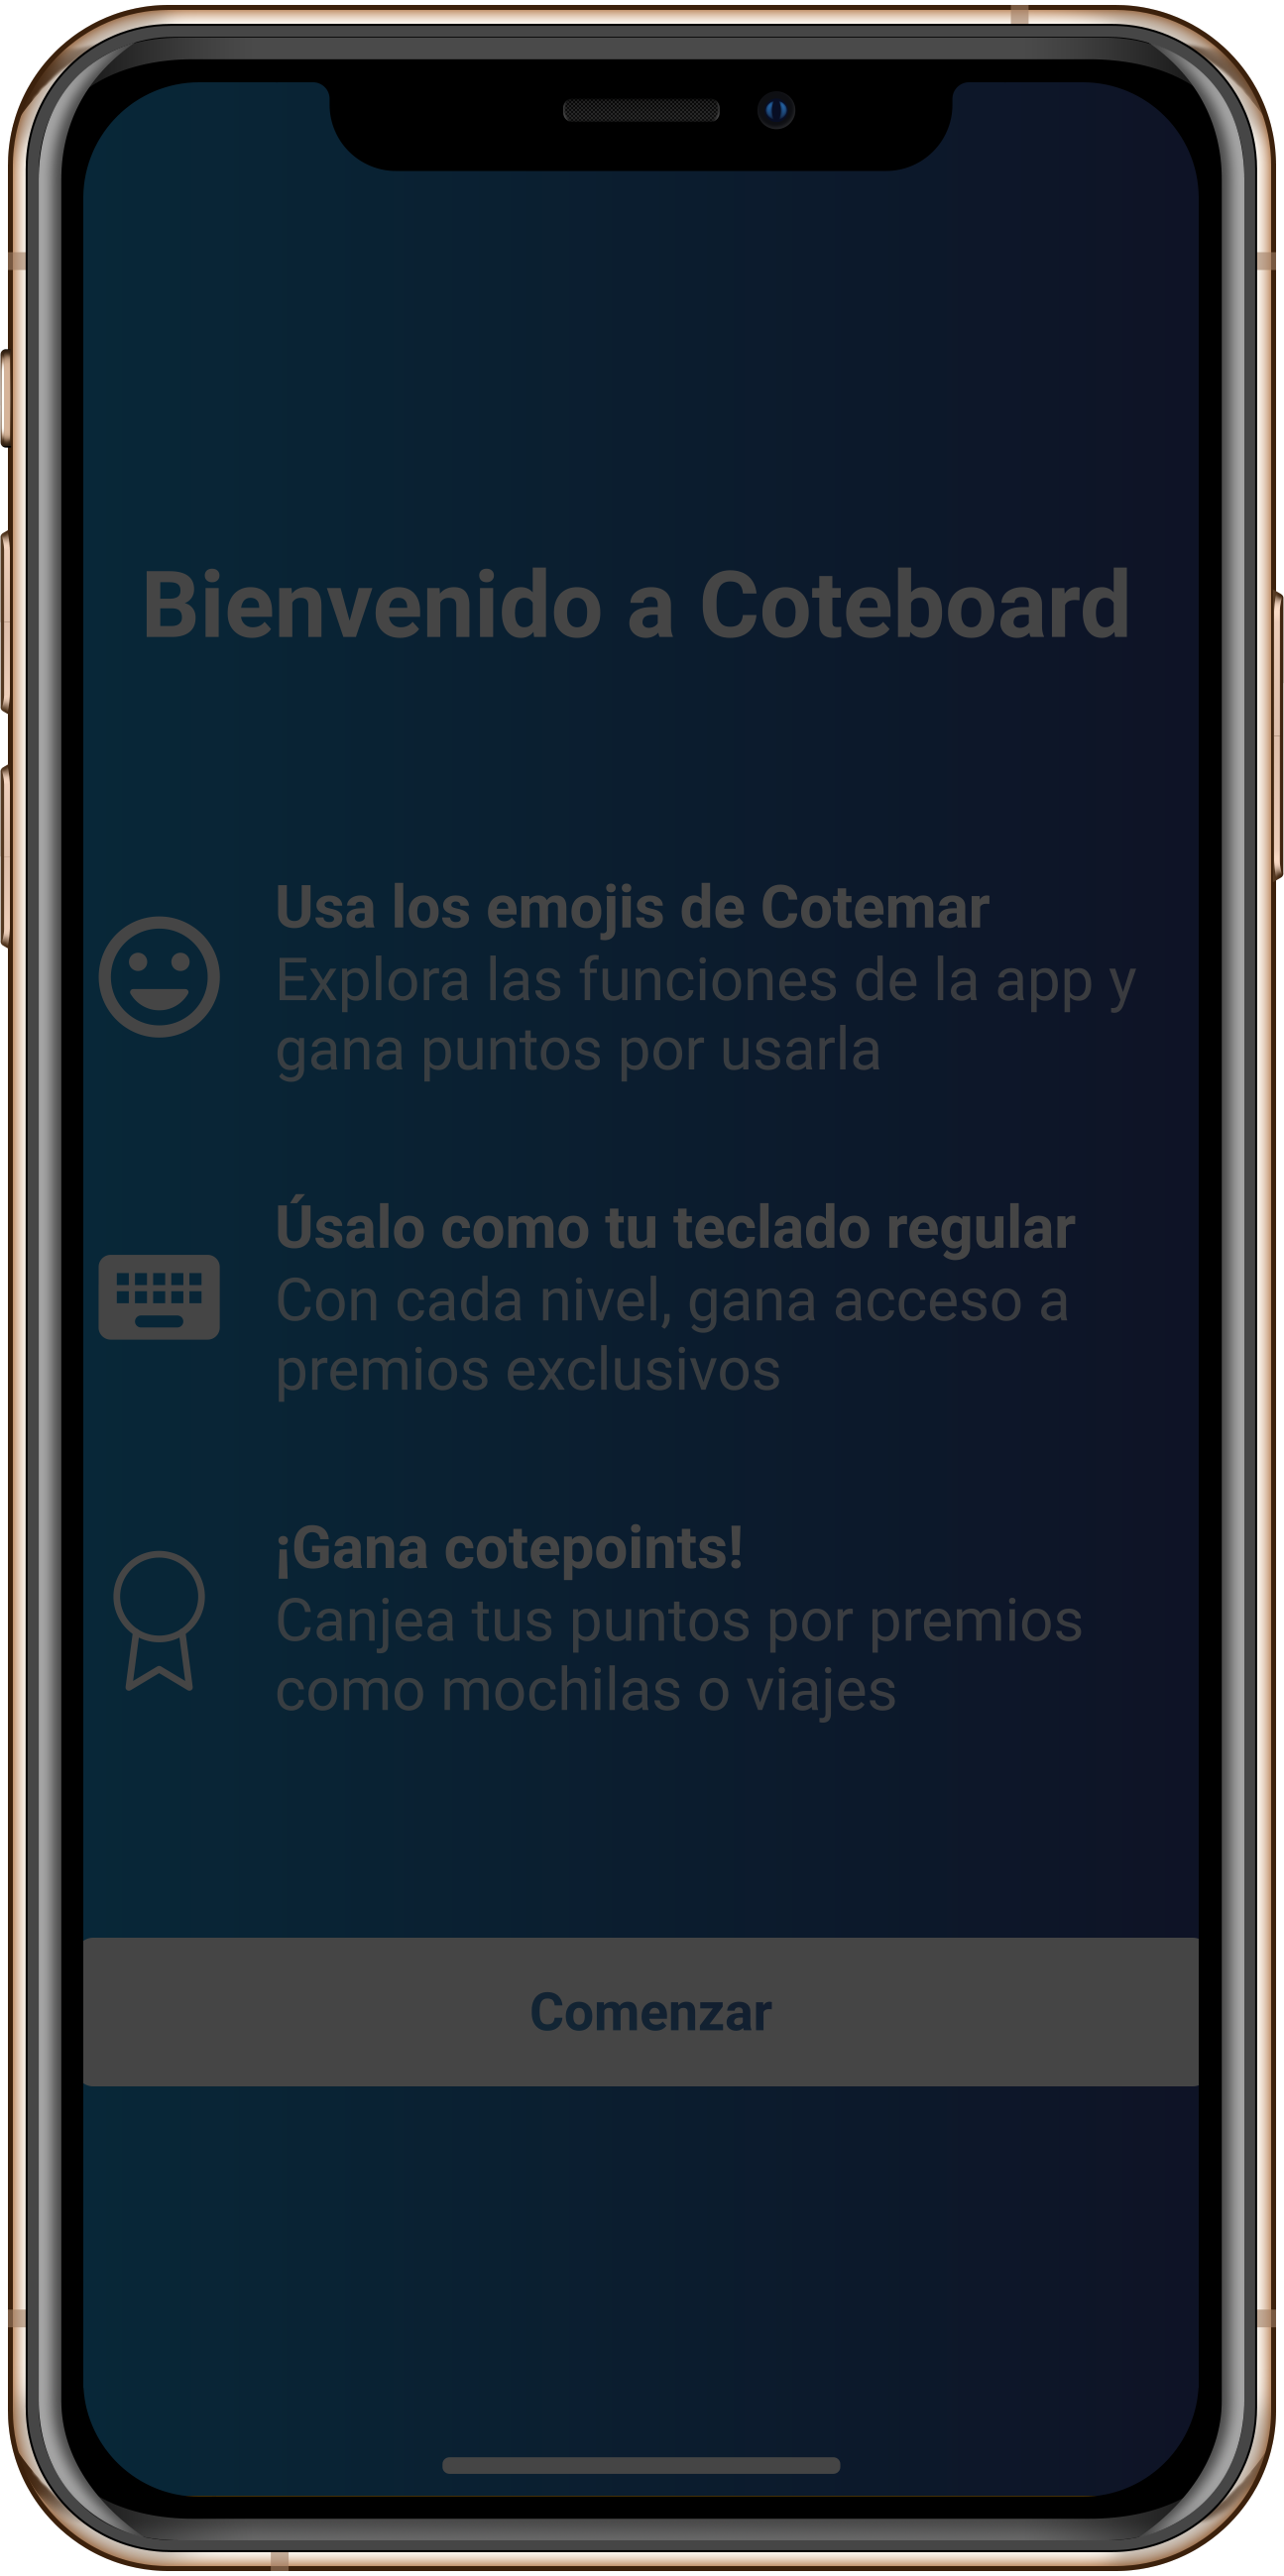 Bienvenido a Coteboard
Usa los emojis de Cotemar
Explora las funciones de la app y
gana puntos por usarla
Úsalo como tu teclado regular
Con cada nivel, gana acceso a
premios exclusivos
¡Gana cotepoints!
Canjea tus puntos por premios
como mochilas o viajes
Comenzar